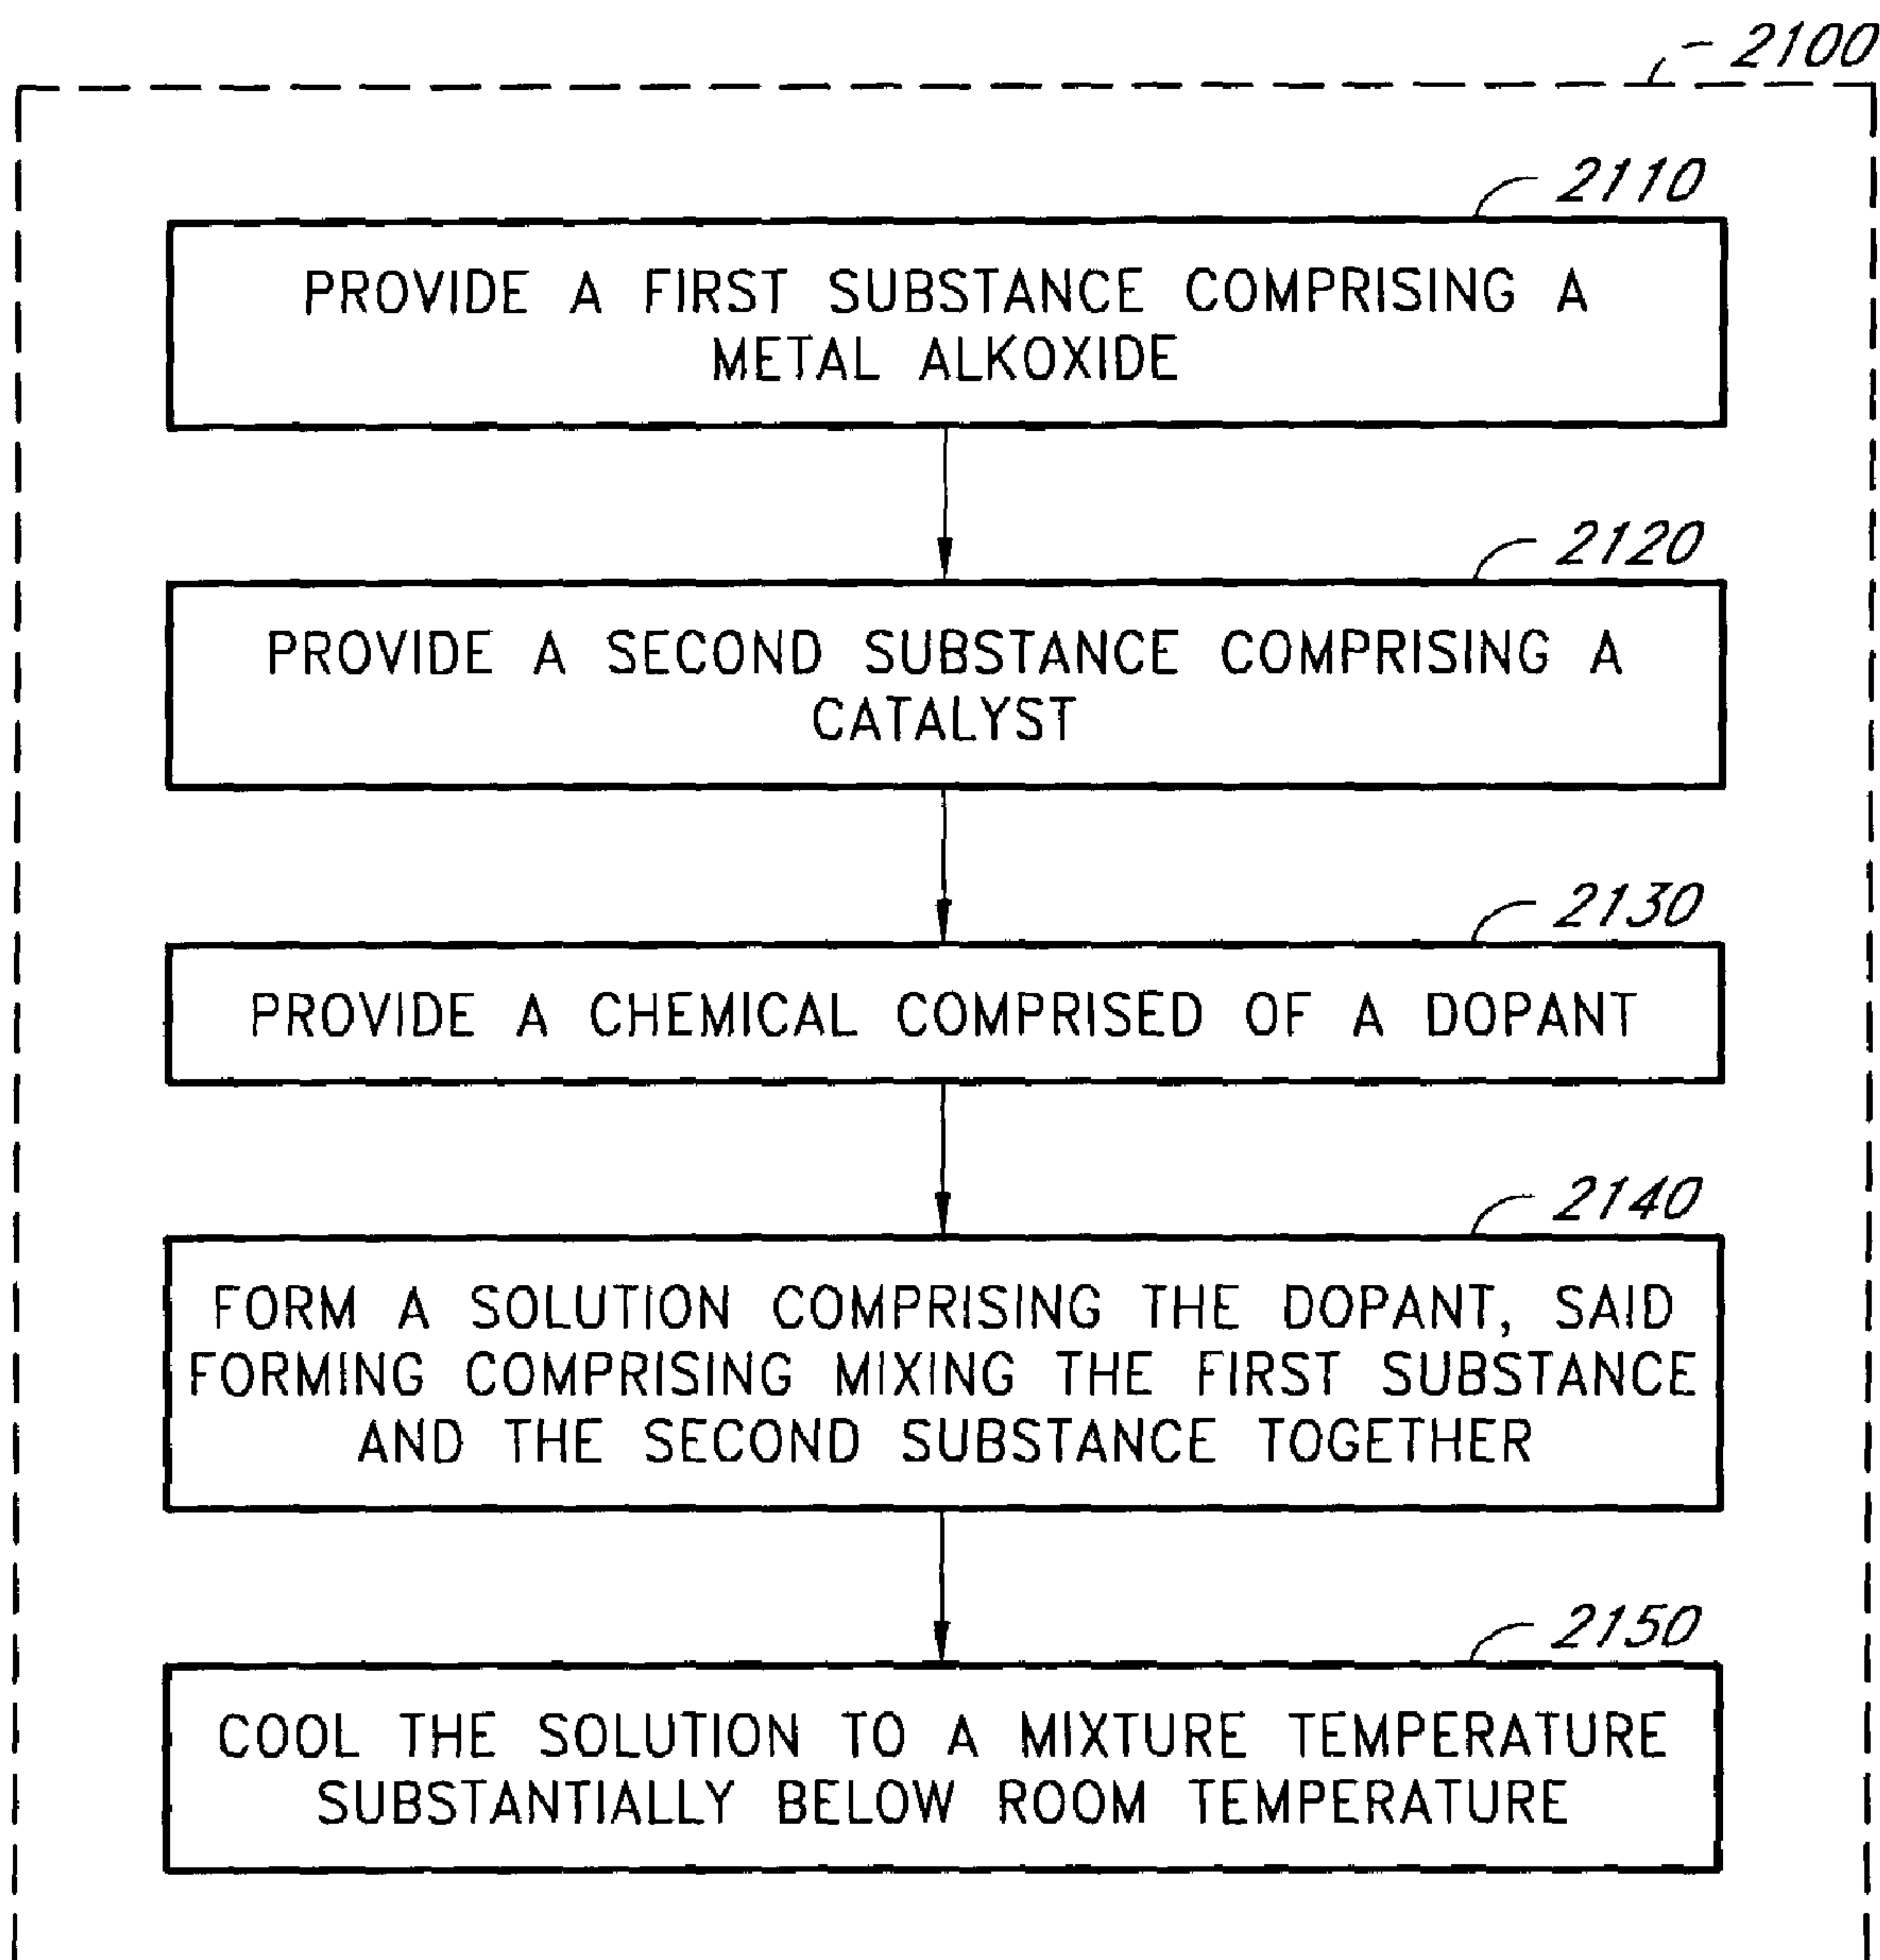 2100
2110
PROVIDE A FIRST SUBSTANCE COMPRISING A
METAL ALKOXIDE
2120
PROVIDE A SECOND SUBSTANCE COMPRISING A
CATALYST
2130
PROVIDE A CHEMICAL COMPRISED OF A DOPANT
2140
FORM A SOLUTION COMPRISING THE DOPANT, SAID
FORMING COMPRISING MIXING THE FIRST SUBSTANCE
AND THE SECOND SUBSTANCE TOGETHER
2150
COOL THE SOLUTION TO A MIXTURE TEMPERATURE
SUBSTANTIALLY BELOW ROOM TEMPERATURE